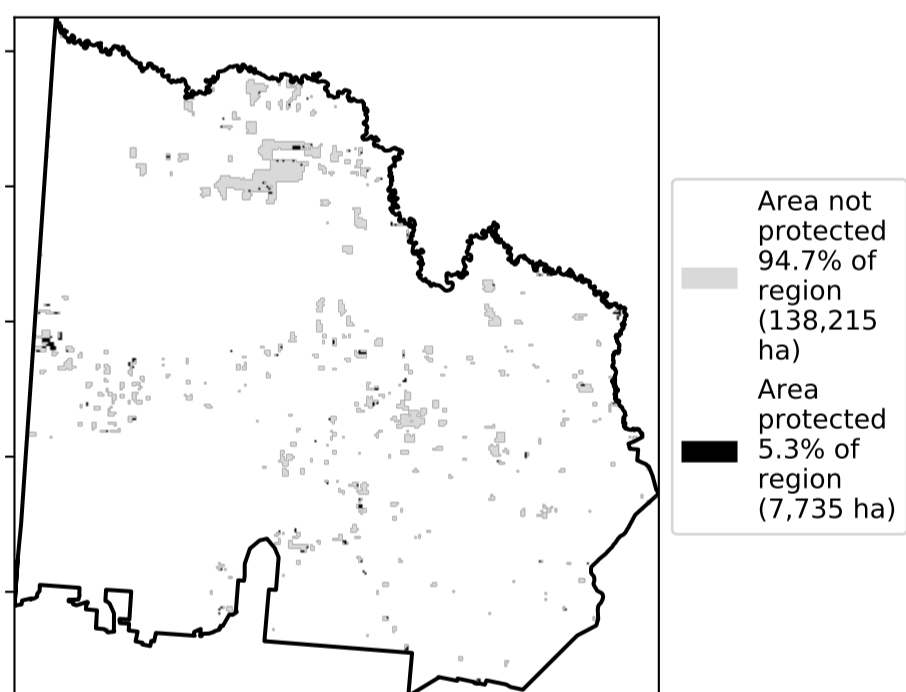 Area not
protected
94.7% of
region
(138,215
ha)
Area
protected
5.3% of
region
(7,735 ha)